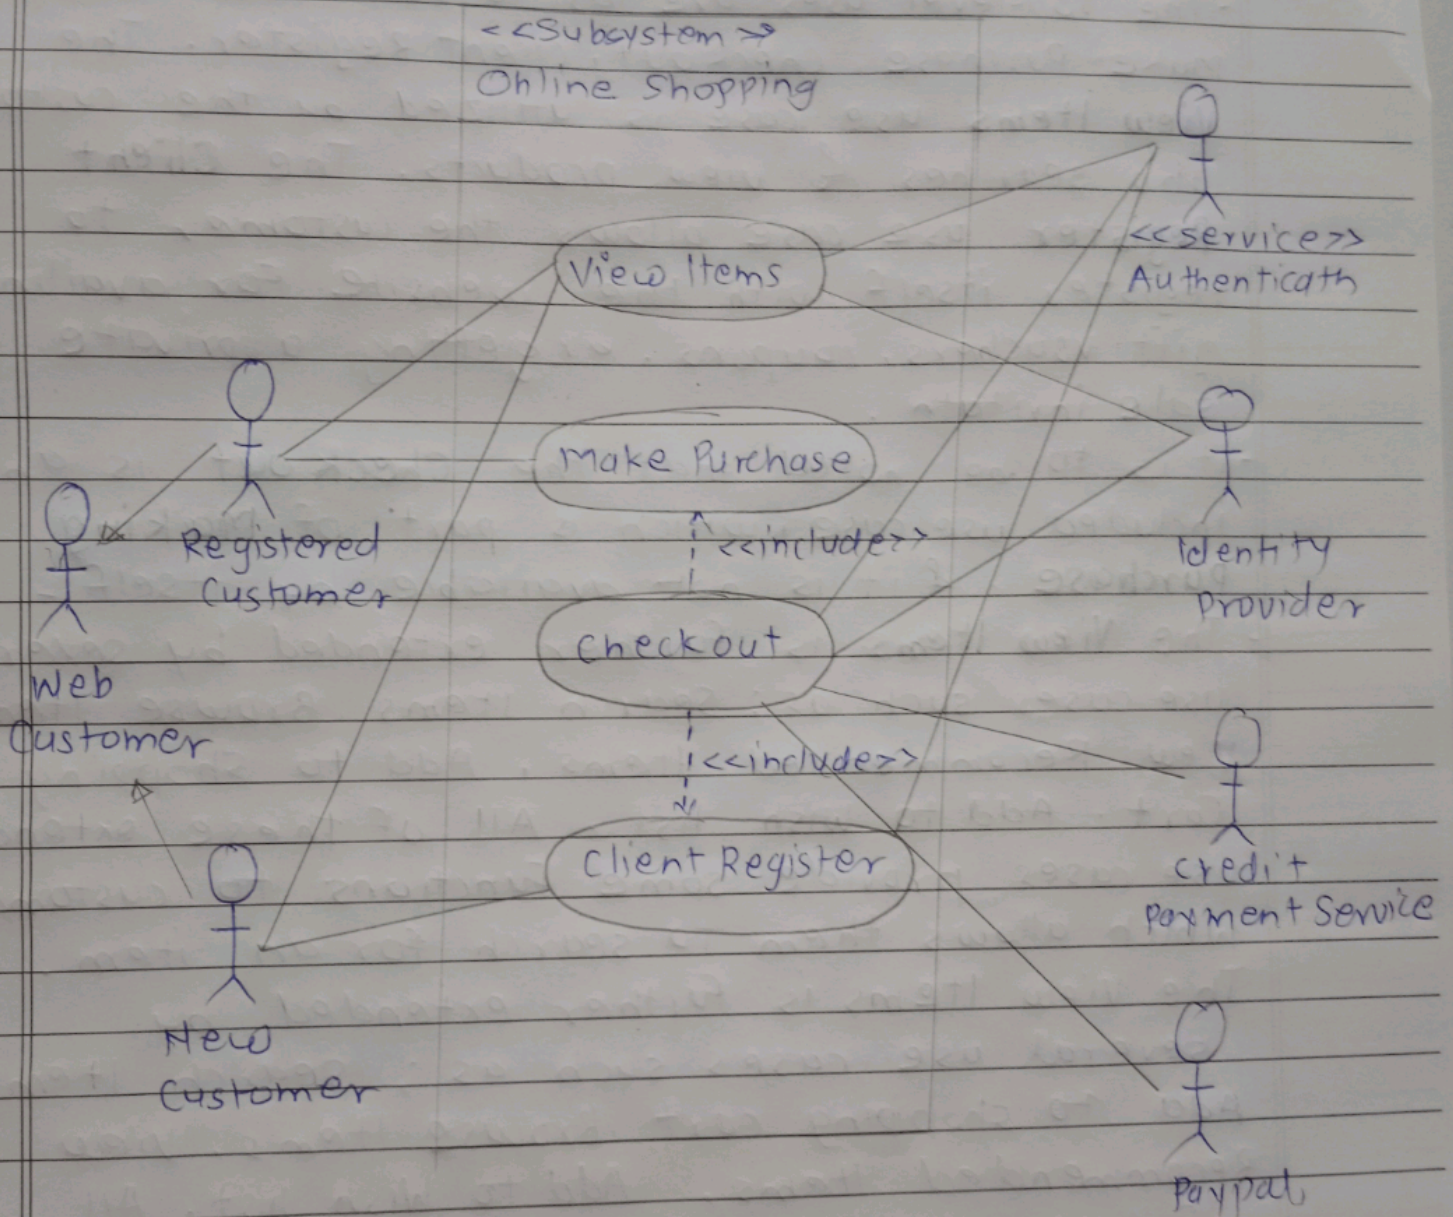 <<Subsystem>>
Online Shopping
View Items
<<service>>
Authenticath
Make Purchase
Registered
Customer
<<include>>
Identity
Provider
Checkout
Web
Customer
<<include>>
Client Register
Credit
Payment Service
New
Customer
Paypal